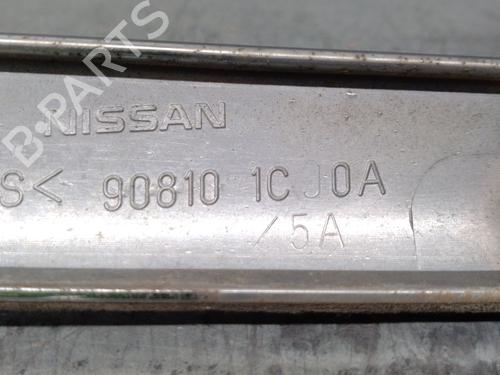 B-PARTS
NISSAN
S< 90810 1CJ0A
/5A